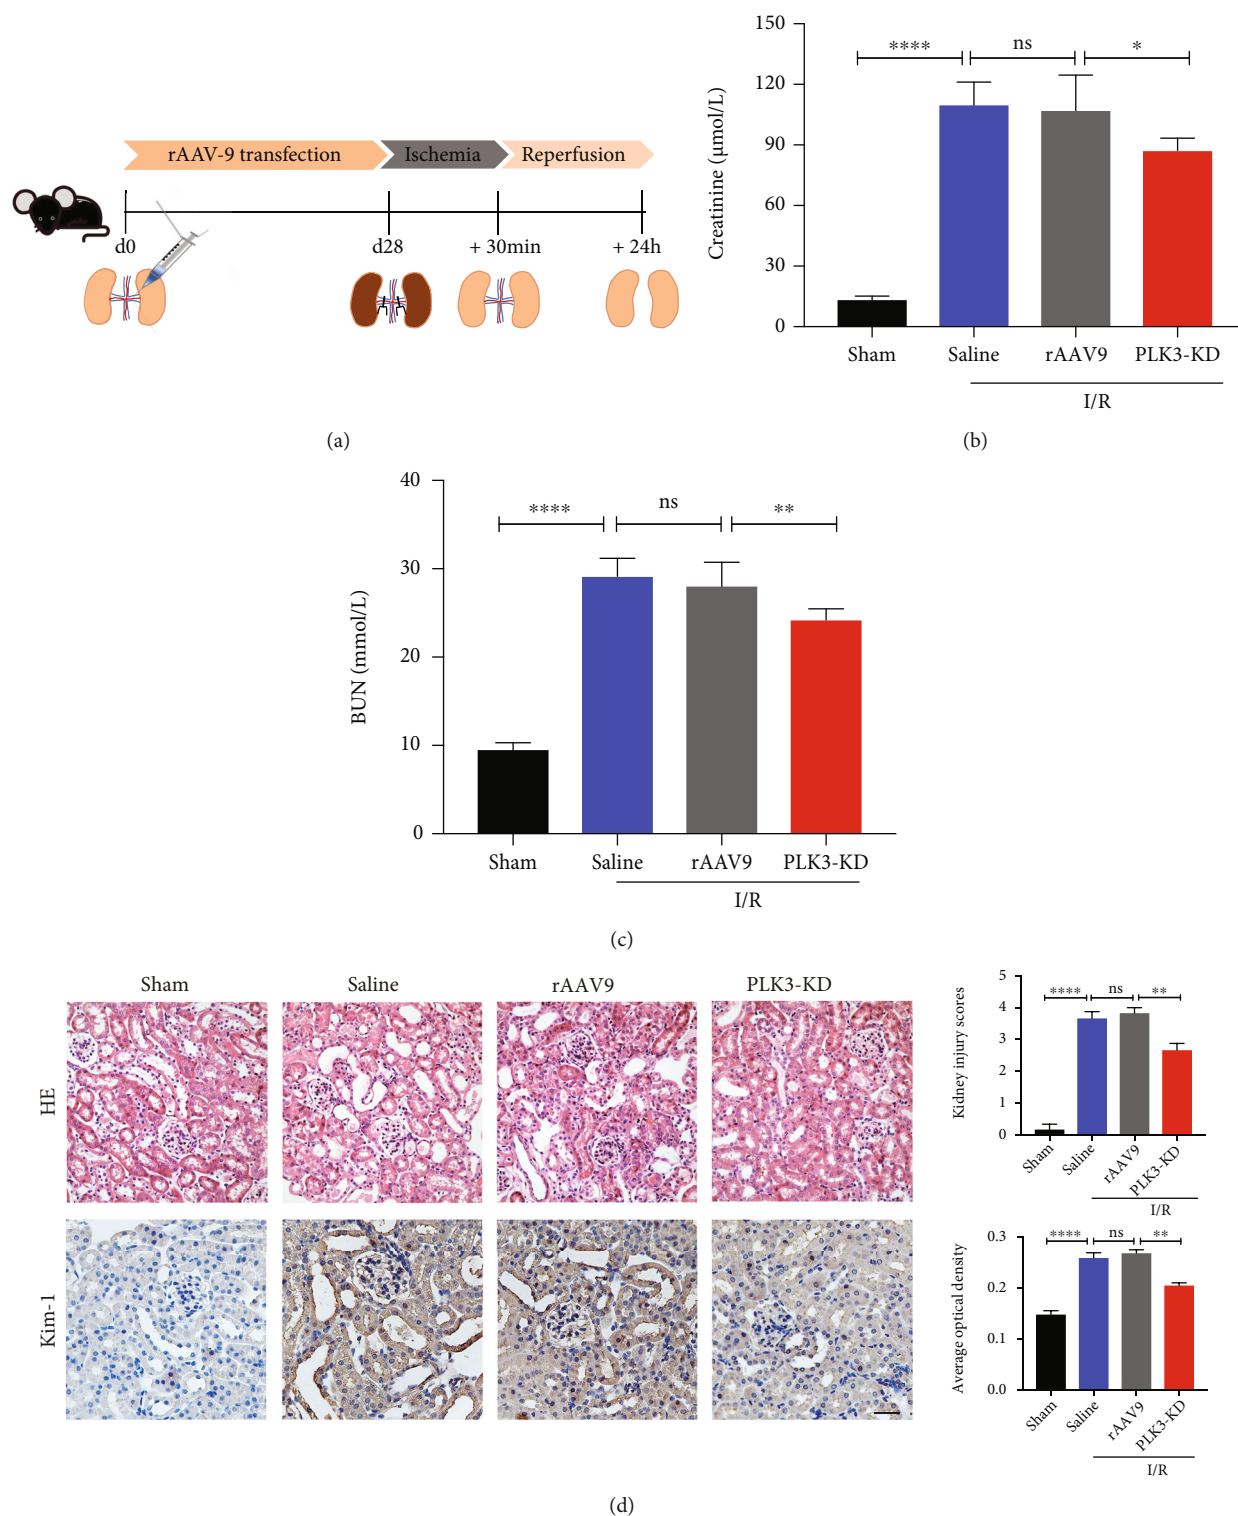 rAAV-9 transfection Ischemia Reperfusion
d0 d28 + 30min + 24h
(a)
150
120
90
60
30
0
Creatinine (μmol/L)
**** ns *
Sham Saline rAAV9 PLK3-KD
I/R
(b)
40
30
20
10
0
BUN (mmol/L)
**** ns **
Sham Saline rAAV9 PLK3-KD
I/R
(c)
Sham Saline rAAV9 PLK3-KD
HE
Kim-1
5
4
3
2
1
0
Kidney injury scores
**** ns **
Sham Saline rAAV9 PLK3-KD
I/R
0.3
0.2
0.1
0.0
Average optical density
**** ns **
Sham Saline rAAV9 PLK3-KD
I/R
(d)